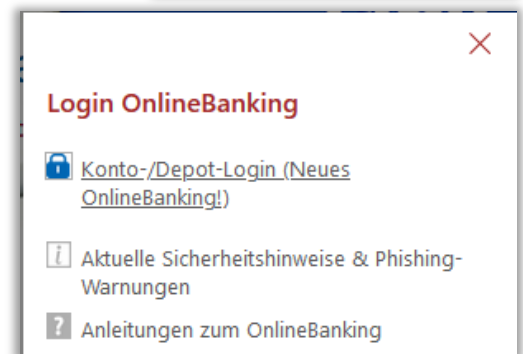 Login OnlineBanking
Konto-/Depot-Login (Neues
OnlineBanking!)
Aktuelle Sicherheitshinweise & Phishing-
Warnungen
Anleitungen zum OnlineBanking